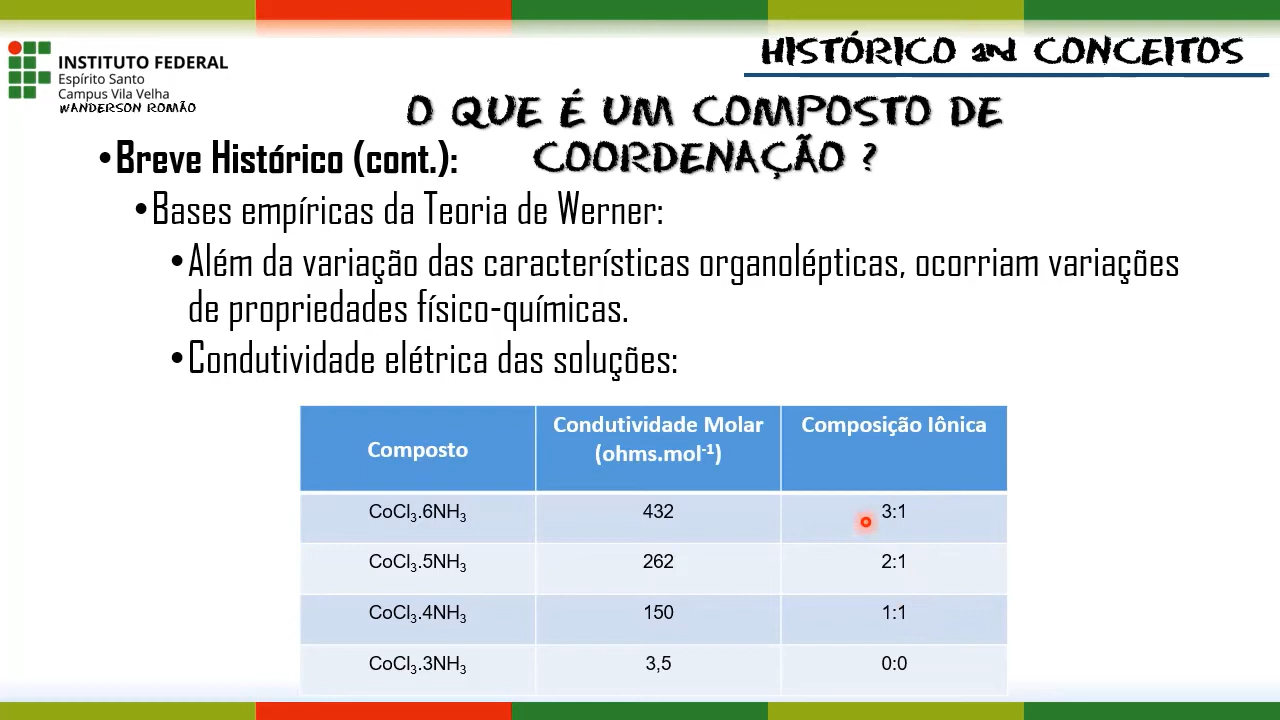 HISTÓRICO and CONCEITOS
INSTITUTO FEDERAL
Espírito Santo
Campus Vila Velha
WANDERSON ROMÃO
O QUE É UM COMPOSTO DE
COORDENAÇÃO ?
•Breve Histórico (cont.):
•Bases empíricas da Teoria de Werner:
•Além da variação das características organolépticas, ocorriam variações
de propriedades físico-químicas.
•Condutividade elétrica das soluções:
Composto Condutividade Molar (ohms.mol⁻¹) Composição Iônica
CoCl₃.6NH₃ 432 3:1
CoCl₃.5NH₃ 262 2:1
CoCl₃.4NH₃ 150 1:1
CoCl₃.3NH₃ 3,5 0:0